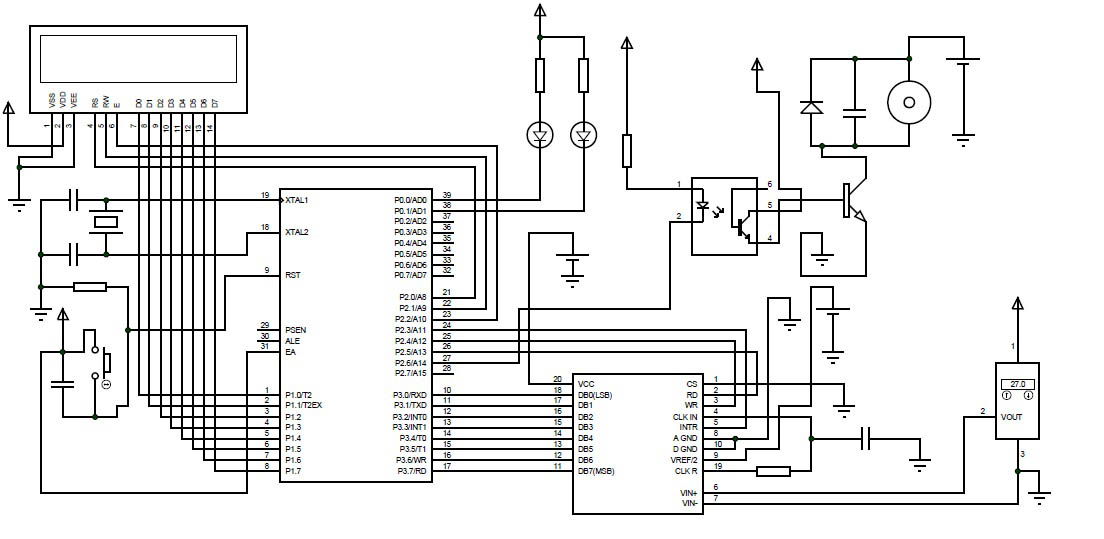 VSS VDD VEE RS RW E D0 D1 D2 D3 D4 D5 D6 D7
1 2 3 4 5 6 7 8 9 10 11 12 13 14
19 XTAL1
18 XTAL2
9 RST
29 PSEN
30 ALE
31 EA
1 P1.0/T2
2 P1.1/T2EX
3 P1.2
4 P1.3
5 P1.4
6 P1.5
7 P1.6
8 P1.7
P0.0/AD0 39
P0.1/AD1 38
P0.2/AD2 37
P0.3/AD3 36
P0.4/AD4 35
P0.5/AD5 34
P0.6/AD6 33
P0.7/AD7 32
P2.0/A8 21
P2.1/A9 22
P2.2/A10 23
P2.3/A11 24
P2.4/A12 25
P2.5/A13 26
P2.6/A14 27
P2.7/A15 28
P3.0/RXD 10
P3.1/TXD 11
P3.2/INT0 12
P3.3/INT1 13
P3.4/T0 14
P3.5/T1 15
P3.6/WR 16
P3.7/RD 17
1
2
6
5
4
20 VCC
18 DB0(LSB)
17 DB1
16 DB2
15 DB3
14 DB4
13 DB5
12 DB6
11 DB7(MSB)
CS 1
RD 2
WR 3
CLK IN 4
INTR 5
A GND 8
D GND 10
VREF/2 9
CLK R 19
VIN+ 6
VIN- 7
1
27.0
2 VOUT
3